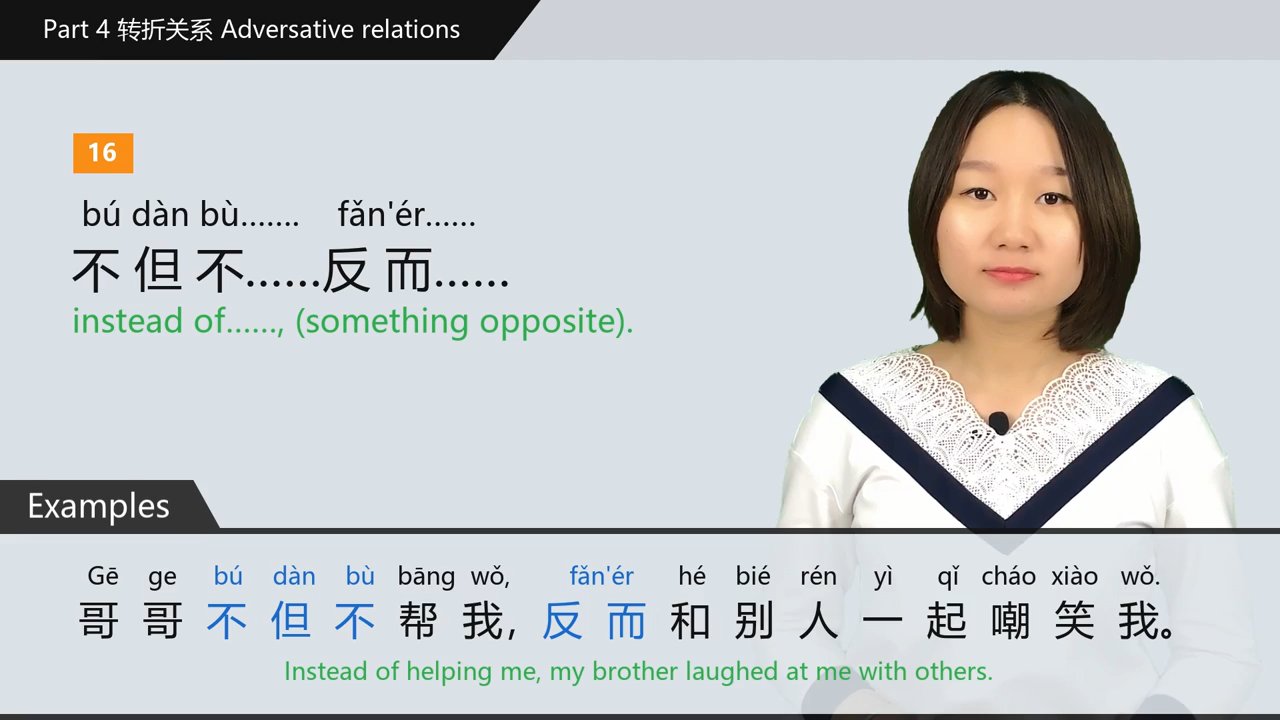 Part 4 转折关系 Adversative relations
16
bú dàn bù....... fǎn'ér......
不但不......反而......
instead of......, (something opposite).
Examples
Gē ge bú dàn bù bāng wǒ, fǎn'ér hé bié rén yì qǐ cháo xiào wǒ.
哥哥不但不帮我,反而和别人一起嘲笑我。
Instead of helping me, my brother laughed at me with others.